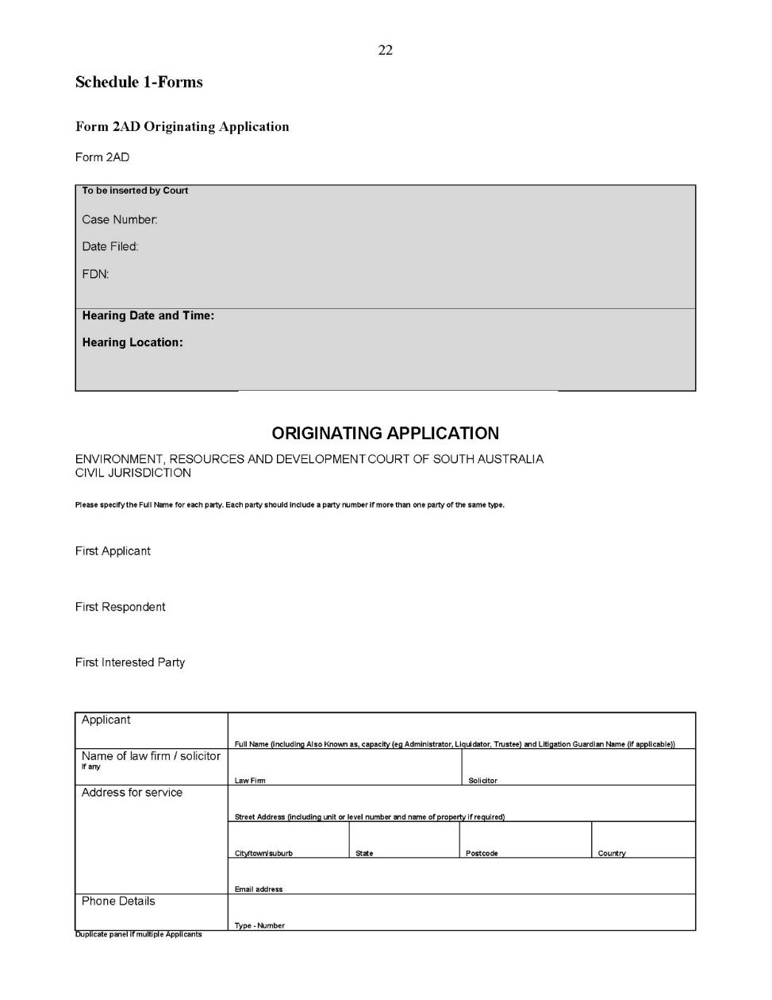 22
Schedule 1-Forms
Form 2AD Originating Application
Form 2AD
To be inserted by Court
Case Number:
Date Filed:
FDN:
Hearing Date and Time:
Hearing Location:
ORIGINATING APPLICATION
ENVIRONMENT, RESOURCES AND DEVELOPMENT COURT OF SOUTH AUSTRALIA
CIVIL JURISDICTION
Please specify the Full Name for each party. Each party should include a party number if more than one party of the same type.
First Applicant
First Respondent
First Interested Party
Applicant
Full Name (including Also Known as, capacity (eg Administrator, Liquidator, Trustee) and Litigation Guardian Name (if applicable))
Name of law firm / solicitor
If any
Law Firm
Solicitor
Address for service
Street Address (including unit or level number and name of property if required)
City/town/suburb
State
Postcode
Country
Email address
Phone Details
Type - Number
Duplicate panel if multiple Applicants